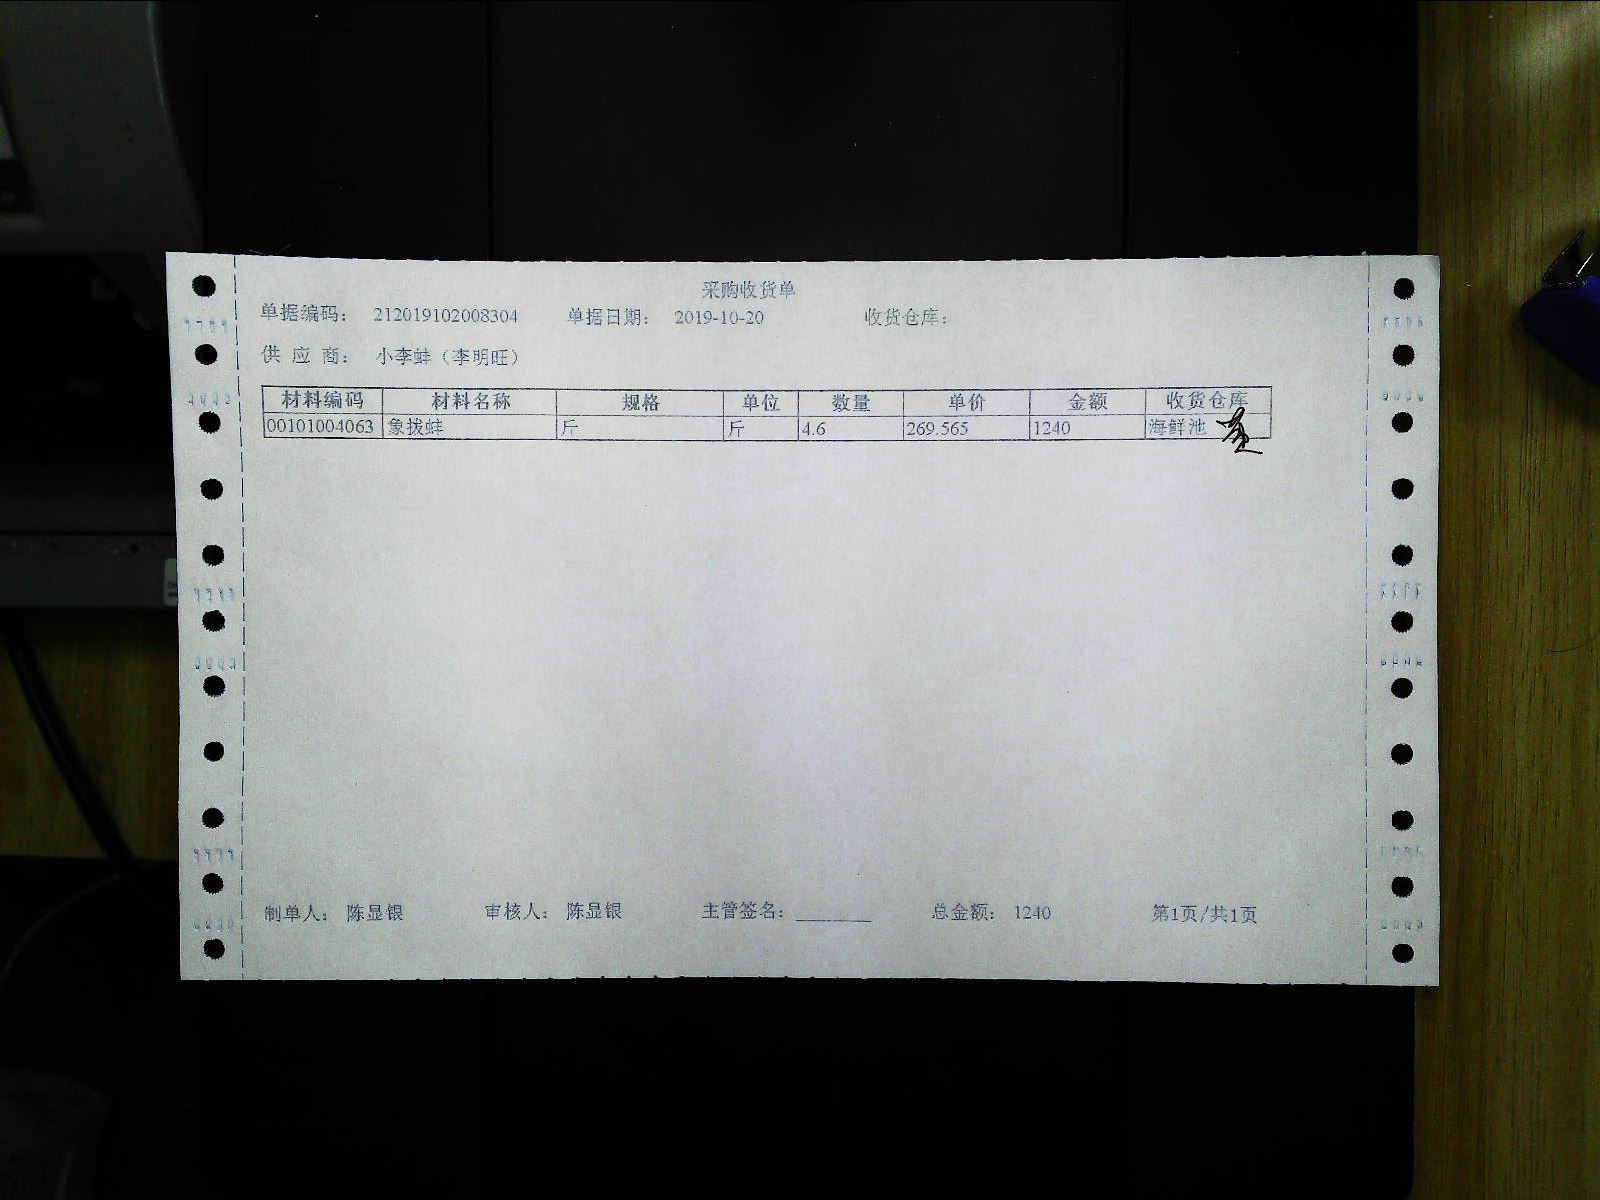 采购收货单
单据编码： 212019102008304 单据日期： 2019-10-20 收货仓库：
供 应 商： 小李蚌（李明旺）
材料编码 材料名称 规格 单位 数量 单价 金额 收货仓库
00101004063 象拔蚌 斤 斤 4.6 269.565 1240 海鲜池
制单人： 陈显银 审核人： 陈显银 主管签名： 总金额： 1240 第1页/共1页